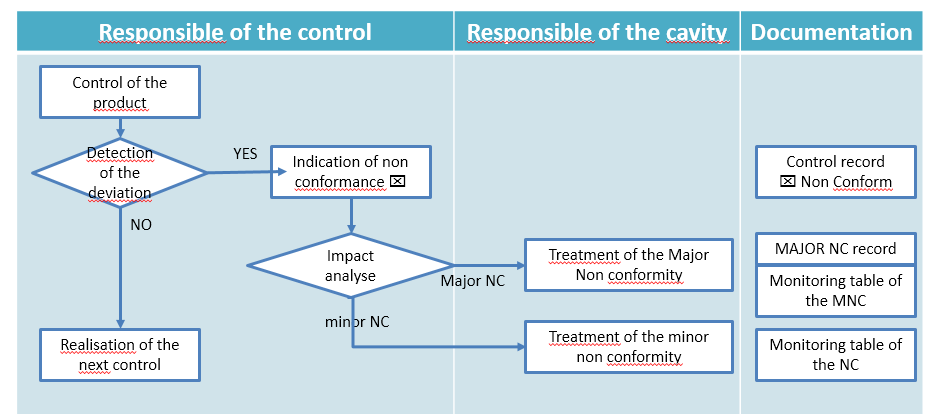 Responsible of the control
Responsible of the cavity
Documentation
Control of the
product
Detection
of the
deviation
YES
Indication of non
conformance ☒
Control record
☒ Non Conform
NO
Impact
analyse
Major NC
Treatment of the Major
Non conformity
MAJOR NC record
Monitoring table of
the MNC
minor NC
Realisation of the
next control
Treatment of the minor
non conformity
Monitoring table of
the NC